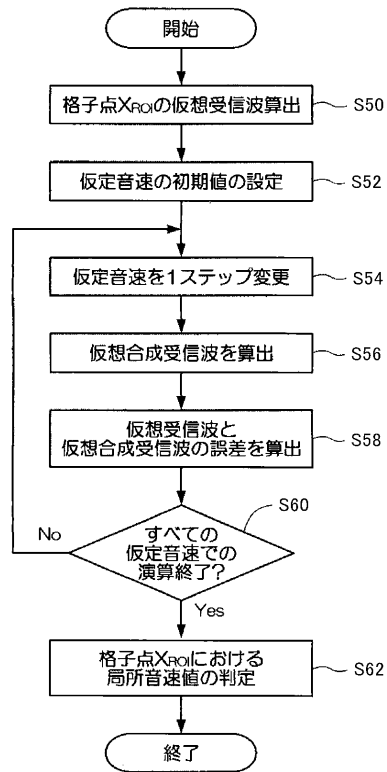 開始
格子点XROIの仮想受信波算出
S50
仮定音速の初期値の設定
S52
仮定音速を1ステップ変更
S54
仮想合成受信波を算出
S56
仮想受信波と
仮想合成受信波の誤差を算出
S58
S60
No
すべての
仮定音速での
演算終了?
Yes
格子点XROIにおける
局所音速値の判定
S62
終了